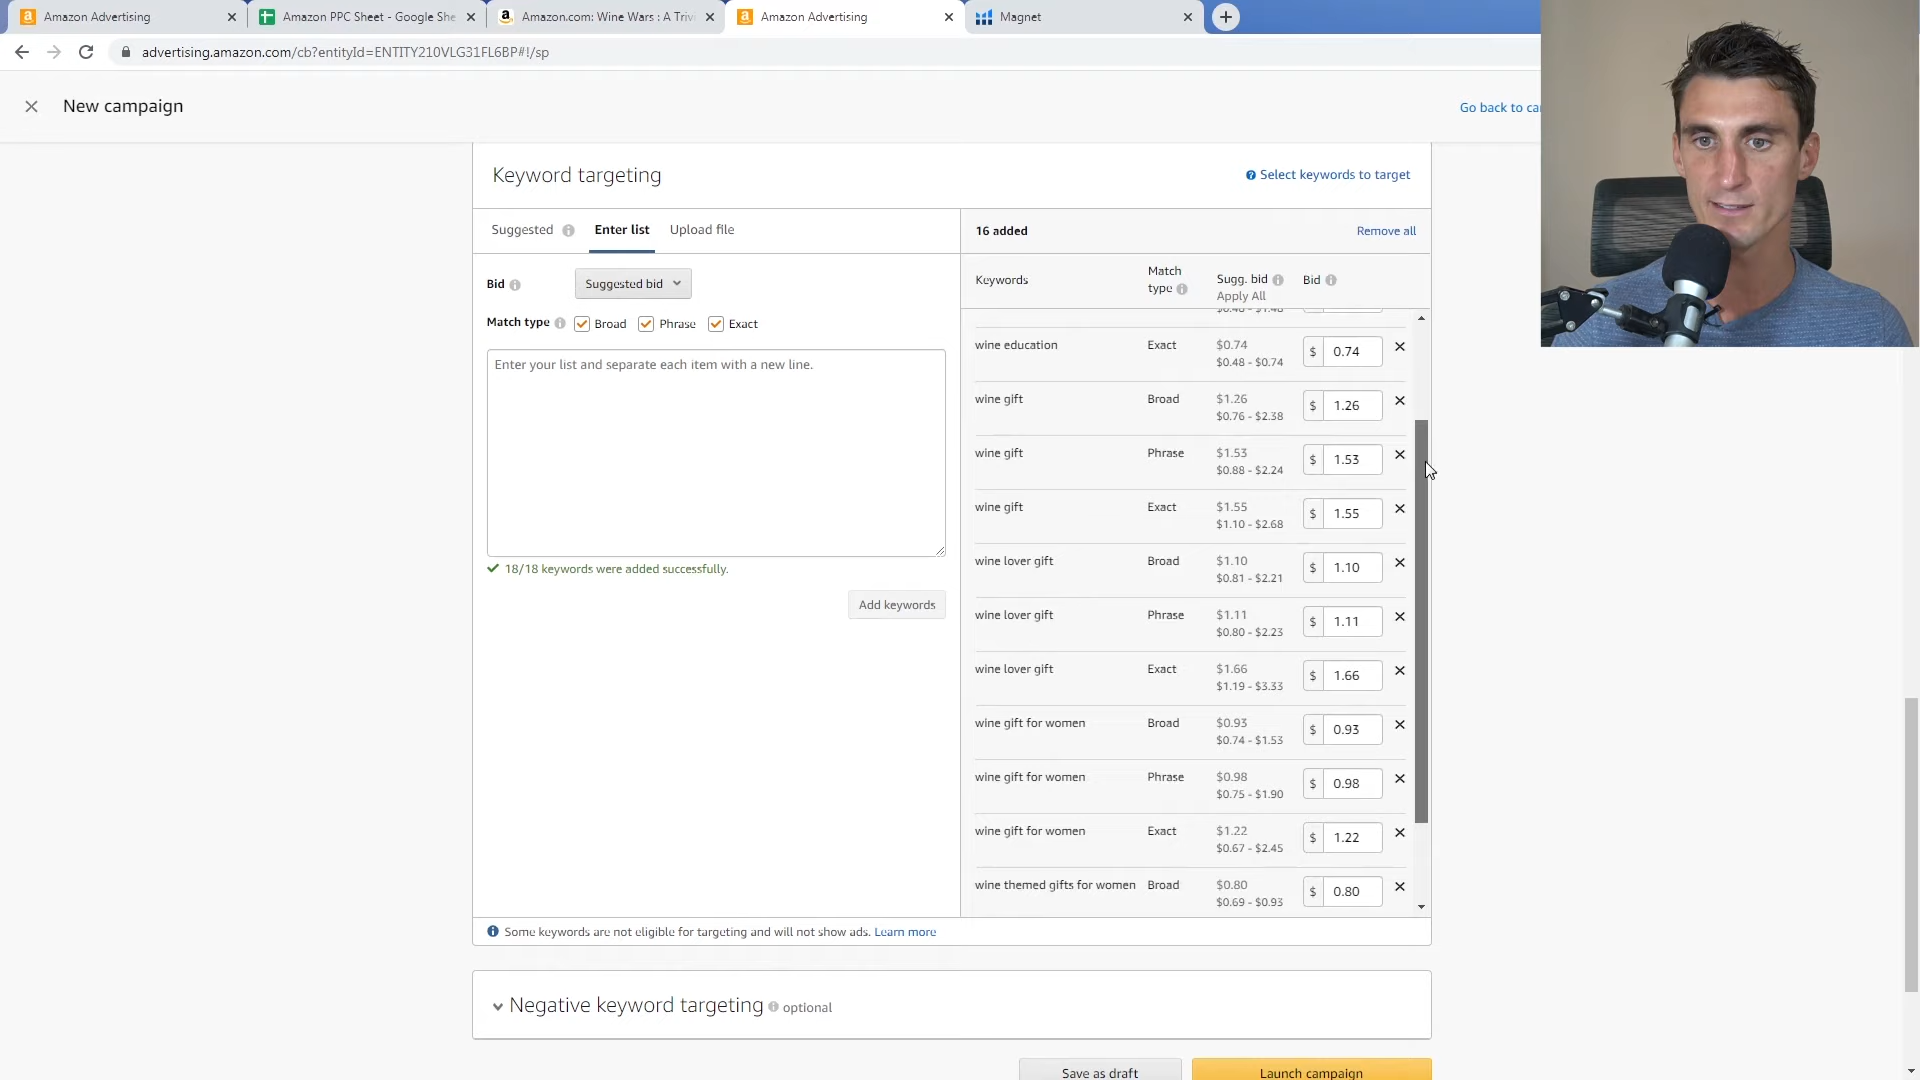 Amazon Advertising
Amazon PPC Sheet - Google She
Amazon.com: Wine Wars : A Trivi
Amazon Advertising
Magnet
advertising.amazon.com/cb?entityId=ENTITY210VLG31FL6BP#!/sp
New campaign
Go back to ca
Keyword targeting
Select keywords to target
Suggested
Enter list
Upload file
16 added
Remove all
Bid
Suggested bid
Match type
Broad
Phrase
Exact
Enter your list and separate each item with a new line.
18/18 keywords were added successfully.
Add keywords
Keywords
Match type
Sugg. bid
Apply All
Bid
wine education Exact $0.74 $ 0.74
$0.48 - $0.74
wine gift Broad $1.26 $ 1.26
$0.76 - $2.38
wine gift Phrase $1.53 $ 1.53
$0.88 - $2.24
wine gift Exact $1.55 $ 1.55
$1.10 - $2.68
wine lover gift Broad $1.10 $ 1.10
$0.81 - $2.21
wine lover gift Phrase $1.11 $ 1.11
$0.80 - $2.23
wine lover gift Exact $1.66 $ 1.66
$1.19 - $3.33
wine gift for women Broad $0.93 $ 0.93
$0.74 - $1.53
wine gift for women Phrase $0.98 $ 0.98
$0.75 - $1.90
wine gift for women Exact $1.22 $ 1.22
$0.67 - $2.45
wine themed gifts for women Broad $0.80 $ 0.80
$0.69 - $0.93
Some keywords are not eligible for targeting and will not show ads. Learn more
Negative keyword targeting optional
Save as draft
Launch campaign